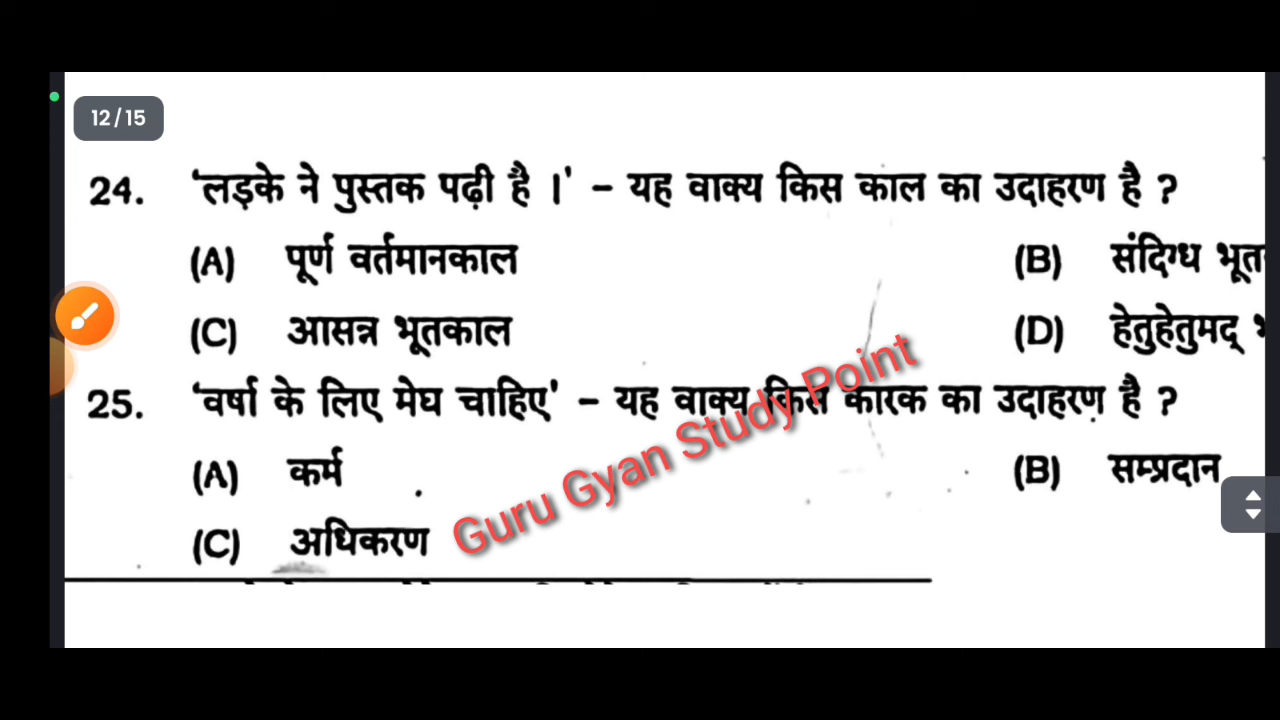 12/15
24. 'लड़के ने पुस्तक पढ़ी है ।' – यह वाक्य किस काल का उदाहरण है ?
(A) पूर्ण वर्तमानकाल (B) संदिग्ध भूत
(C) आसन्न भूतकाल (D) हेतुहेतुमद्
25. 'वर्षा के लिए मेघ चाहिए' – यह वाक्य किस कारक का उदाहरण है ?
(A) कर्म (B) सम्प्रदान
(C) अधिकरण
Guru Gyan Study Point